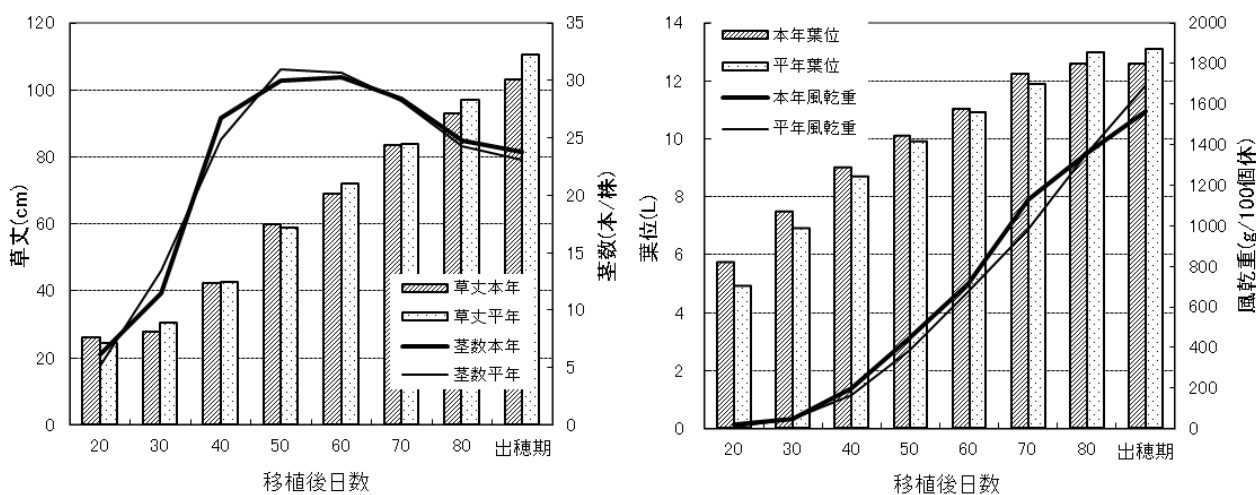 120
100
80
60
40
20
0
草丈(cm)
35
30
25
20
15
10
5
0
茎数(本/株)
草丈本年
草丈平年
茎数本年
茎数平年
20 30 40 50 60 70 80 出穂期
移植後日数
14
12
10
8
6
4
2
0
葉位(L)
2000
1800
1600
1400
1200
1000
800
600
400
200
0
風乾重(g/100個体)
本年葉位
平年葉位
本年風乾重
平年風乾重
20 30 40 50 60 70 80 出穂期
移植後日数